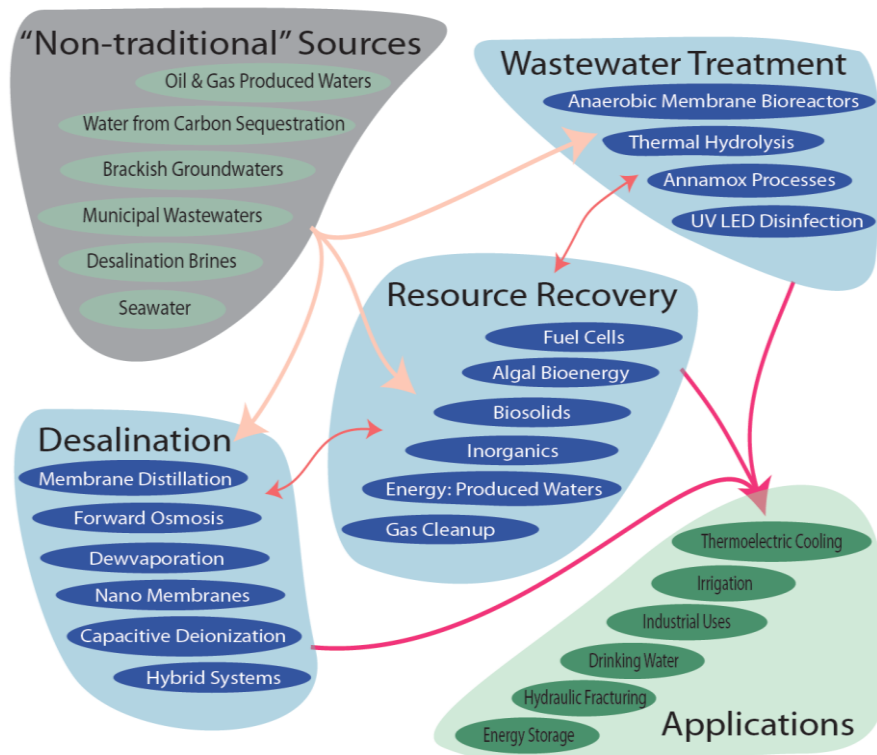 “Non-traditional” Sources
Oil & Gas Produced Waters
Water from Carbon Sequestration
Brackish Groundwaters
Municipal Wastewaters
Desalination Brines
Seawater
Wastewater Treatment
Anaerobic Membrane Bioreactors
Thermal Hydrolysis
Annamox Processes
UV LED Disinfection
Resource Recovery
Fuel Cells
Algal Bioenergy
Biosolids
Inorganics
Energy: Produced Waters
Gas Cleanup
Desalination
Membrane Distillation
Forward Osmosis
Dewvaporation
Nano Membranes
Capacitive Deionization
Hybrid Systems
Thermoelectric Cooling
Irrigation
Industrial Uses
Drinking Water
Hydraulic Fracturing
Energy Storage
Applications